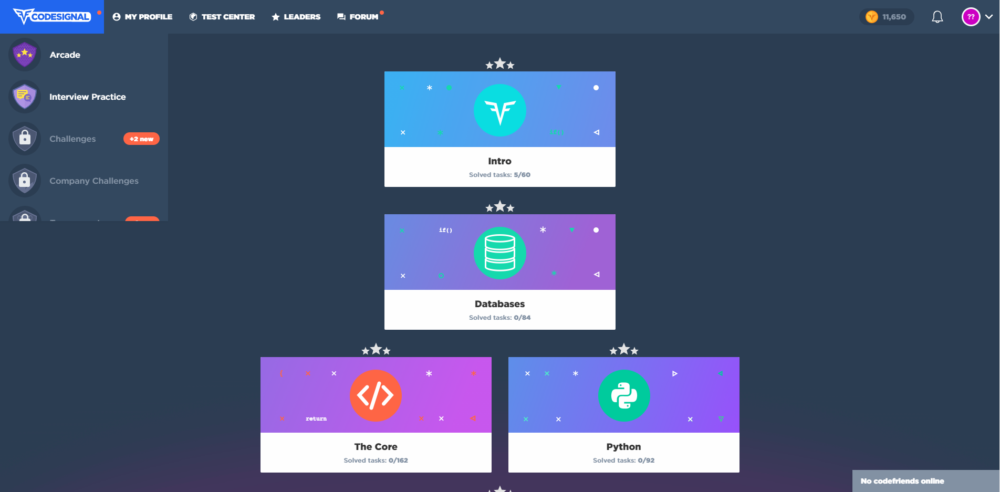 CODESIGNAL
MY PROFILE
TEST CENTER
LEADERS
FORUM
11,650
??
Arcade
Interview Practice
Challenges
+2 new
Company Challenges
if()
Intro
Solved tasks: 5/60
if()
Databases
Solved tasks: 0/84
{
return
The Core
Solved tasks: 0/162
Python
Solved tasks: 0/92
No codefriends online